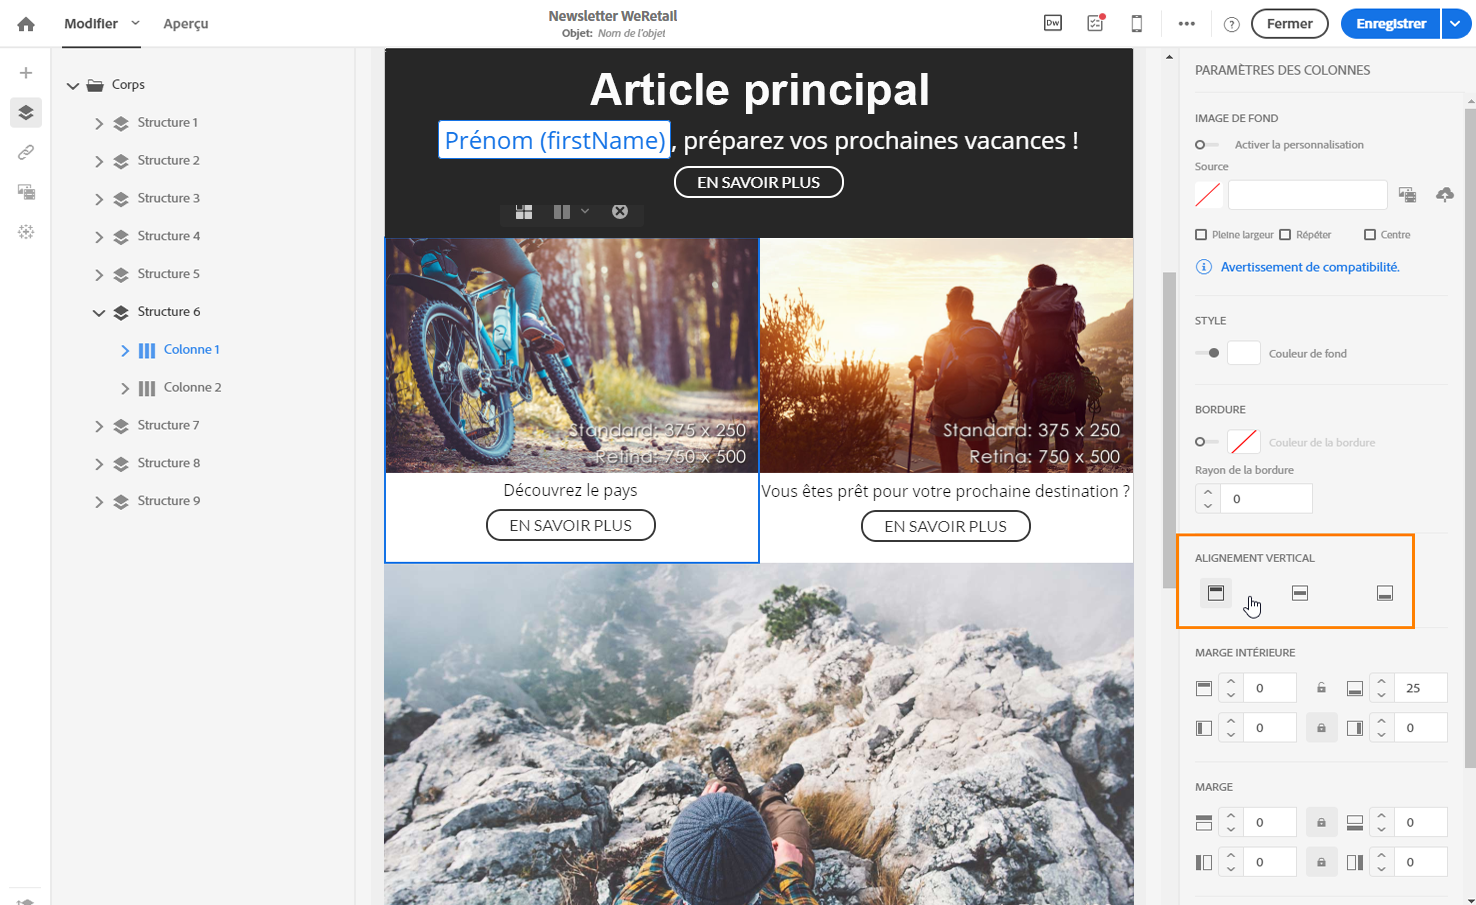 Modifier
Aperçu
Newsletter WeRetail
Objet: Nom de l'objet
Dw
Fermer
Enregistrer
Corps
Structure 1
Structure 2
Structure 3
Structure 4
Structure 5
Structure 6
Colonne 1
Colonne 2
Structure 7
Structure 8
Structure 9
Article principal
Prénom (firstName), préparez vos prochaines vacances !
EN SAVOIR PLUS
Standard: 375 x 250
Retina: 750 x 500
Découvrez le pays
EN SAVOIR PLUS
Standard: 375 x 250
Retina: 750 x 500
Vous êtes prêt pour votre prochaine destination ?
EN SAVOIR PLUS
PARAMÈTRES DES COLONNES
IMAGE DE FOND
Activer la personnalisation
Source
Pleine largeur Répéter Centre
Avertissement de compatibilité.
STYLE
Couleur de fond
BORDURE
Couleur de la bordure
Rayon de la bordure
0
ALIGNEMENT VERTICAL
MARGE INTÉRIEURE
0 25
0 0
MARGE
0 0
0 0